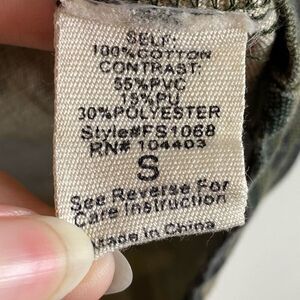 SELF:
100%COTTON
CONTRAST:
55%PVC
15%PU
30%POLYESTER
Style#FS1068
RN# 104403
S
See Reverse For
Care Instruction
Made in China